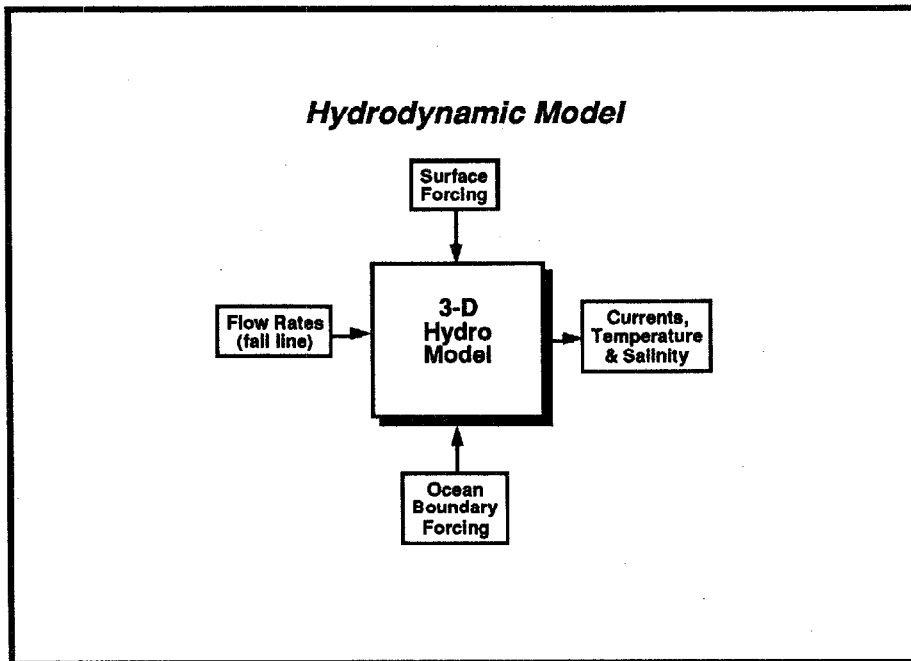 Hydrodynamic Model
Surface
Forcing
Flow Rates
(fall line)
3-D
Hydro
Model
Currents,
Temperature
& Salinity
Ocean
Boundary
Forcing